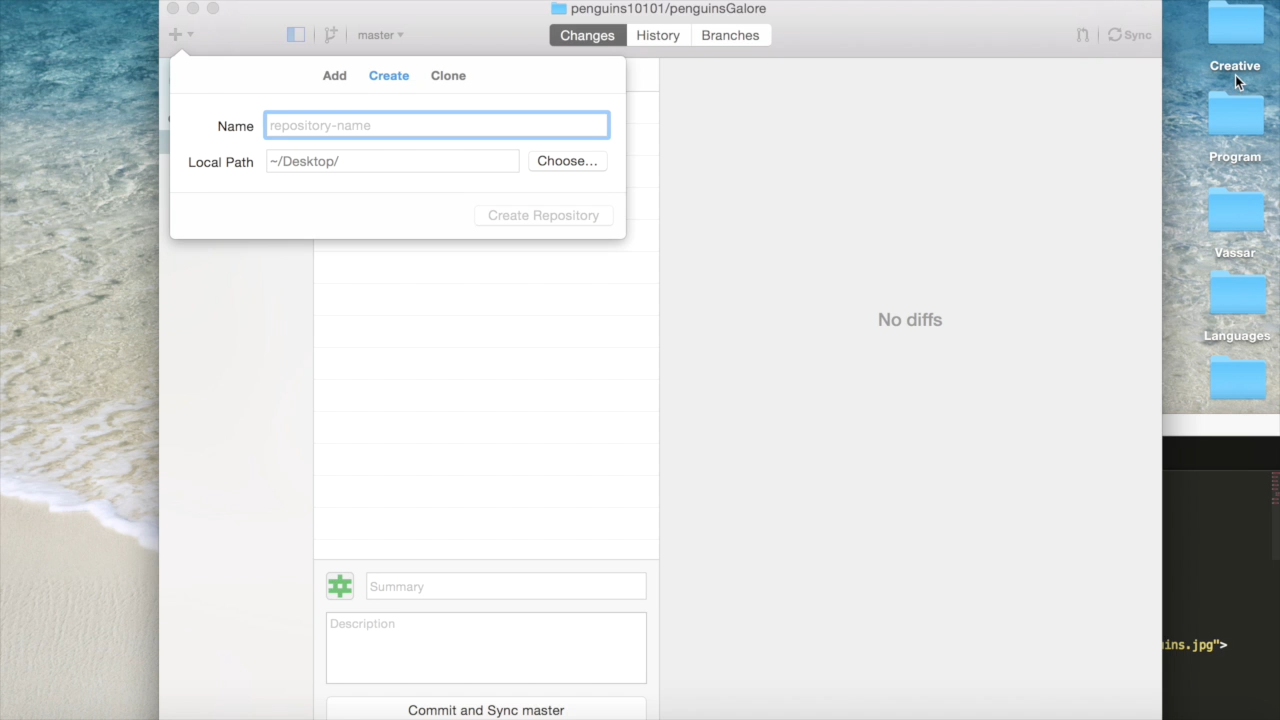 penguins10101/penguinsGalore
master
Changes
History
Branches
Sync
Add
Create
Clone
Name
repository-name
Local Path
~/Desktop/
Choose...
Create Repository
No diffs
Summary
Description
Commit and Sync master
Creative
Program
Vassar
Languages
ins.jpg">